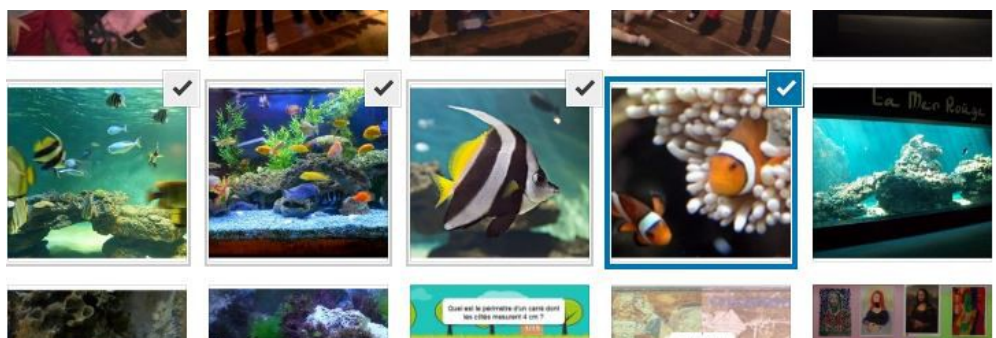 La Mer Rouge
Quel est le périmètre d'un carré dont
les côtés mesurent 4 cm ?